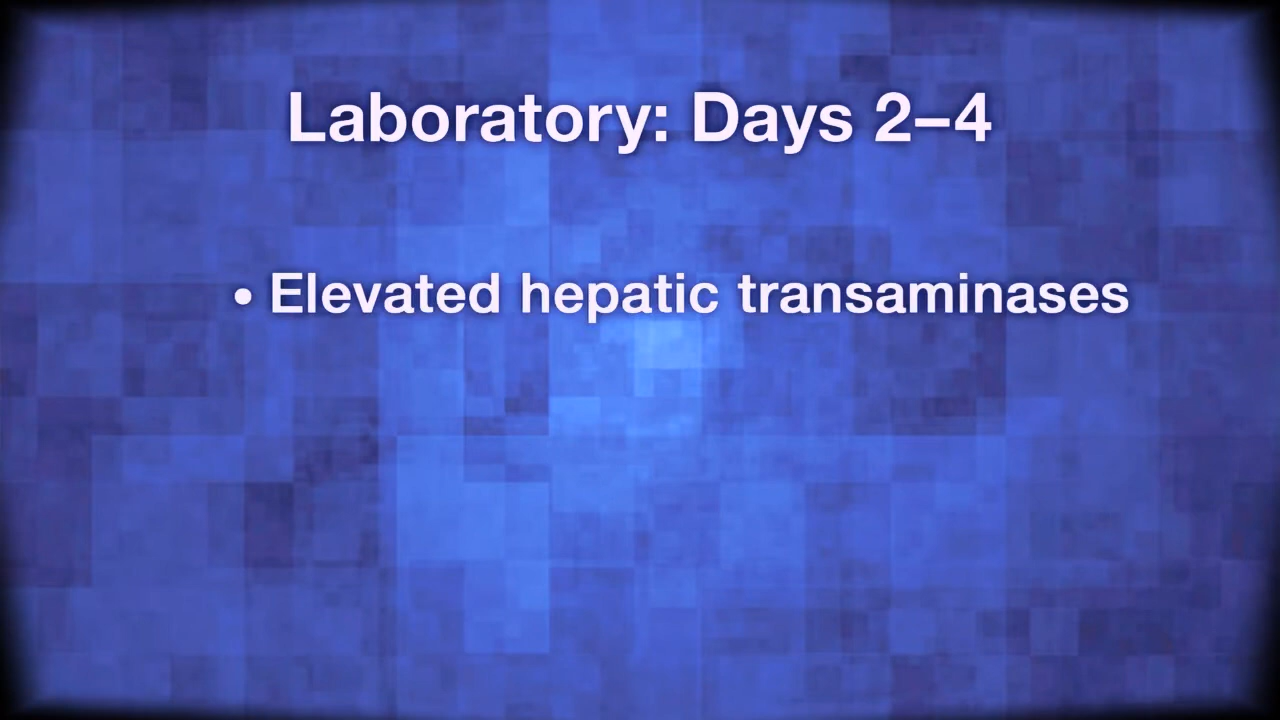 Laboratory: Days 2–4
• Elevated hepatic transaminases